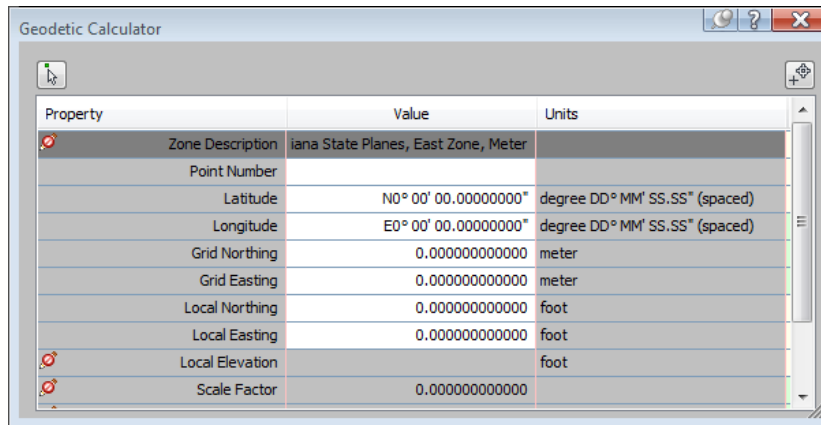 Geodetic Calculator
Property Value Units
Zone Description iana State Planes, East Zone, Meter
Point Number
Latitude N0° 00' 00.00000000" degree DD° MM' SS.SS" (spaced)
Longitude E0° 00' 00.00000000" degree DD° MM' SS.SS" (spaced)
Grid Northing 0.000000000000 meter
Grid Easting 0.000000000000 meter
Local Northing 0.000000000000 foot
Local Easting 0.000000000000 foot
Local Elevation foot
Scale Factor 0.000000000000